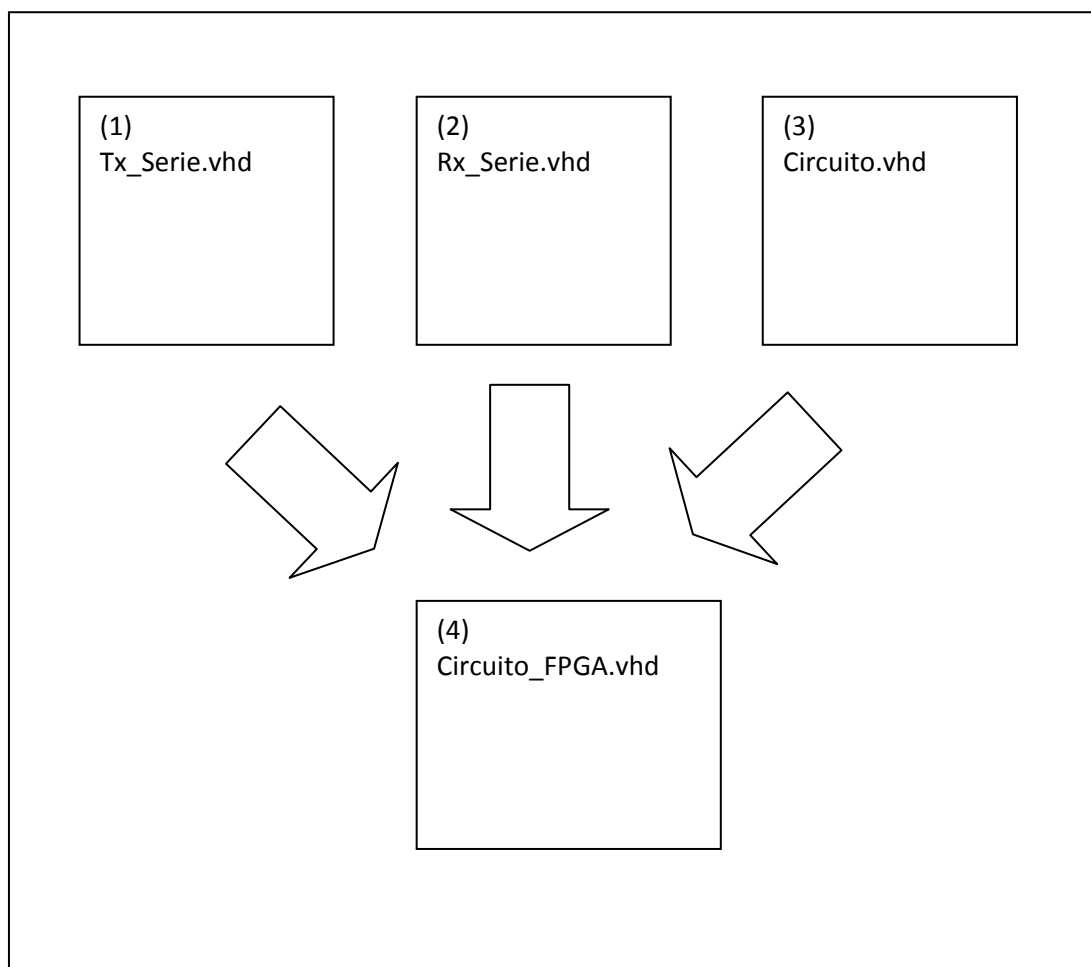 (1)
Tx_Serie.vhd
(2)
Rx_Serie.vhd
(3)
Circuito.vhd
(4)
Circuito_FPGA.vhd